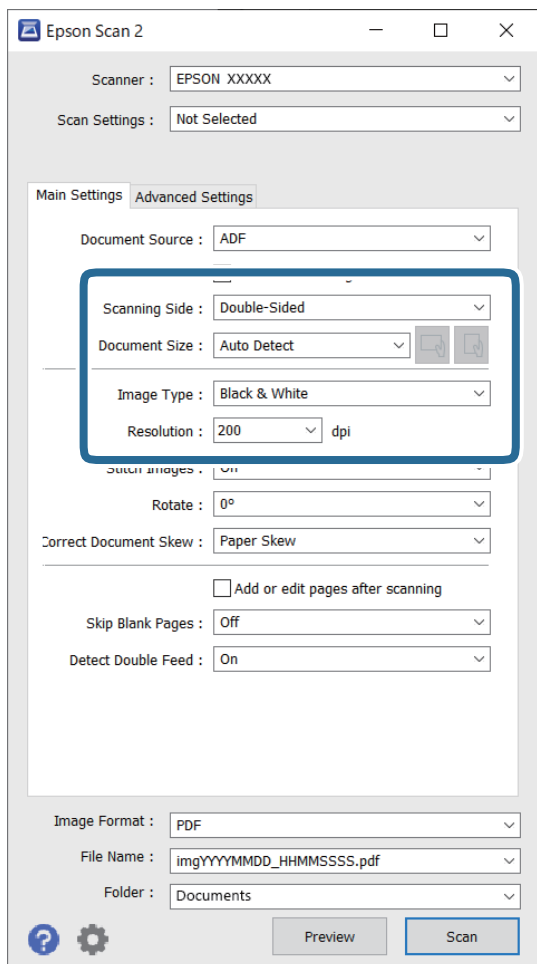 Epson Scan 2
Scanner : EPSON XXXXX
Scan Settings : Not Selected
Main Settings Advanced Settings
Document Source : ADF
Scanning Side : Double-Sided
Document Size : Auto Detect
Image Type : Black & White
Resolution : 200 dpi
Stitch Images : Off
Rotate : 0°
Correct Document Skew : Paper Skew
Add or edit pages after scanning
Skip Blank Pages : Off
Detect Double Feed : On
Image Format : PDF
File Name : imgYYYYMMDD_HHMMSSSS.pdf
Folder : Documents
? Preview Scan